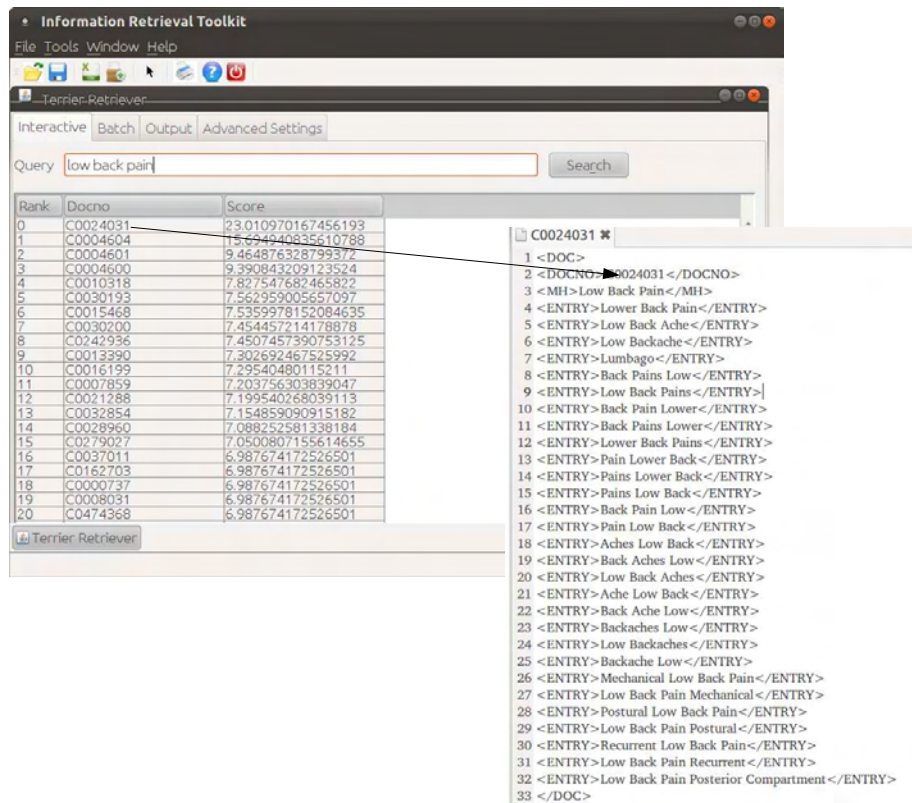 Information Retrieval Toolkit
File Tools Window Help
Terrier Retriever
Interactive Batch Output Advanced Settings
Query low back pain Search
Rank Docno Score
0 C0024031 23.010970167456193
1 C0004604 15.694940835610788
2 C0004601 9.464876328799372
3 C0004600 9.390843209123524
4 C0010318 7.827547682465822
5 C0030193 7.562959005657097
6 C0015468 7.5359978152084635
7 C0030200 7.454457214178878
8 C0242936 7.4507457390753125
9 C0013390 7.302692467525992
10 C0016199 7.29540480115211
11 C0007859 7.203756303839047
12 C0021288 7.199540268039113
13 C0032854 7.154859090915182
14 C0028960 7.088252581338184
15 C0279027 7.0500807155614655
16 C0037011 6.987674172526501
17 C0162703 6.987674172526501
18 C0000737 6.987674172526501
19 C0008031 6.987674172526501
20 C0474368 6.987674172526501
Terrier Retriever
C0024031
1 <DOC>
2 <DOCNO>C0024031</DOCNO>
3 <MH>Low Back Pain</MH>
4 <ENTRY>Lower Back Pain</ENTRY>
5 <ENTRY>Low Back Ache</ENTRY>
6 <ENTRY>Low Backache</ENTRY>
7 <ENTRY>Lumbago</ENTRY>
8 <ENTRY>Back Pains Low</ENTRY>
9 <ENTRY>Low Back Pains</ENTRY>
10 <ENTRY>Back Pain Lower</ENTRY>
11 <ENTRY>Back Pains Lower</ENTRY>
12 <ENTRY>Lower Back Pains</ENTRY>
13 <ENTRY>Pain Lower Back</ENTRY>
14 <ENTRY>Pains Lower Back</ENTRY>
15 <ENTRY>Pains Low Back</ENTRY>
16 <ENTRY>Back Pain Low</ENTRY>
17 <ENTRY>Pain Low Back</ENTRY>
18 <ENTRY>Aches Low Back</ENTRY>
19 <ENTRY>Back Aches Low</ENTRY>
20 <ENTRY>Low Back Aches</ENTRY>
21 <ENTRY>Ache Low Back</ENTRY>
22 <ENTRY>Back Ache Low</ENTRY>
23 <ENTRY>Backaches Low</ENTRY>
24 <ENTRY>Low Backaches</ENTRY>
25 <ENTRY>Backache Low</ENTRY>
26 <ENTRY>Mechanical Low Back Pain</ENTRY>
27 <ENTRY>Low Back Pain Mechanical</ENTRY>
28 <ENTRY>Postural Low Back Pain</ENTRY>
29 <ENTRY>Low Back Pain Postural</ENTRY>
30 <ENTRY>Recurrent Low Back Pain</ENTRY>
31 <ENTRY>Low Back Pain Recurrent</ENTRY>
32 <ENTRY>Low Back Pain Posterior Compartment</ENTRY>
33 </DOC>